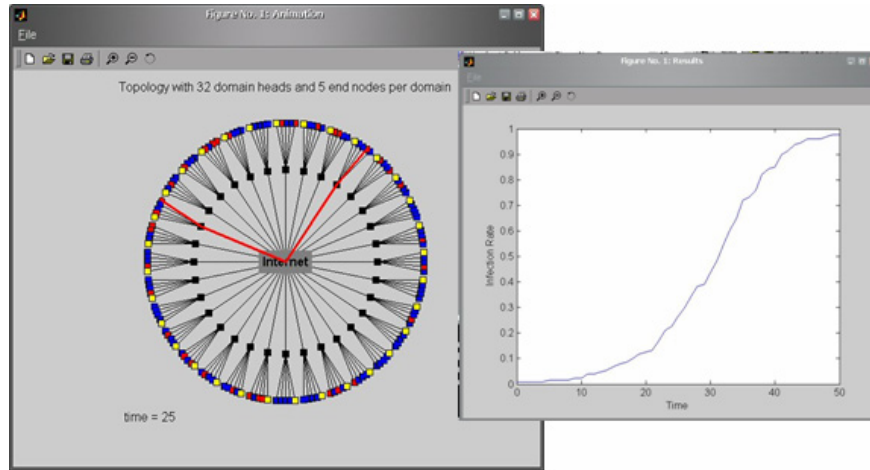 Figure No. 1: Animation
File
Topology with 32 domain heads and 5 end nodes per domain
Internet
time = 25
Figure No. 1: Results
File
1
0.9
0.8
0.7
0.6
0.5
0.4
0.3
0.2
0.1
0
Infection Rate
0 10 20 30 40 50
Time